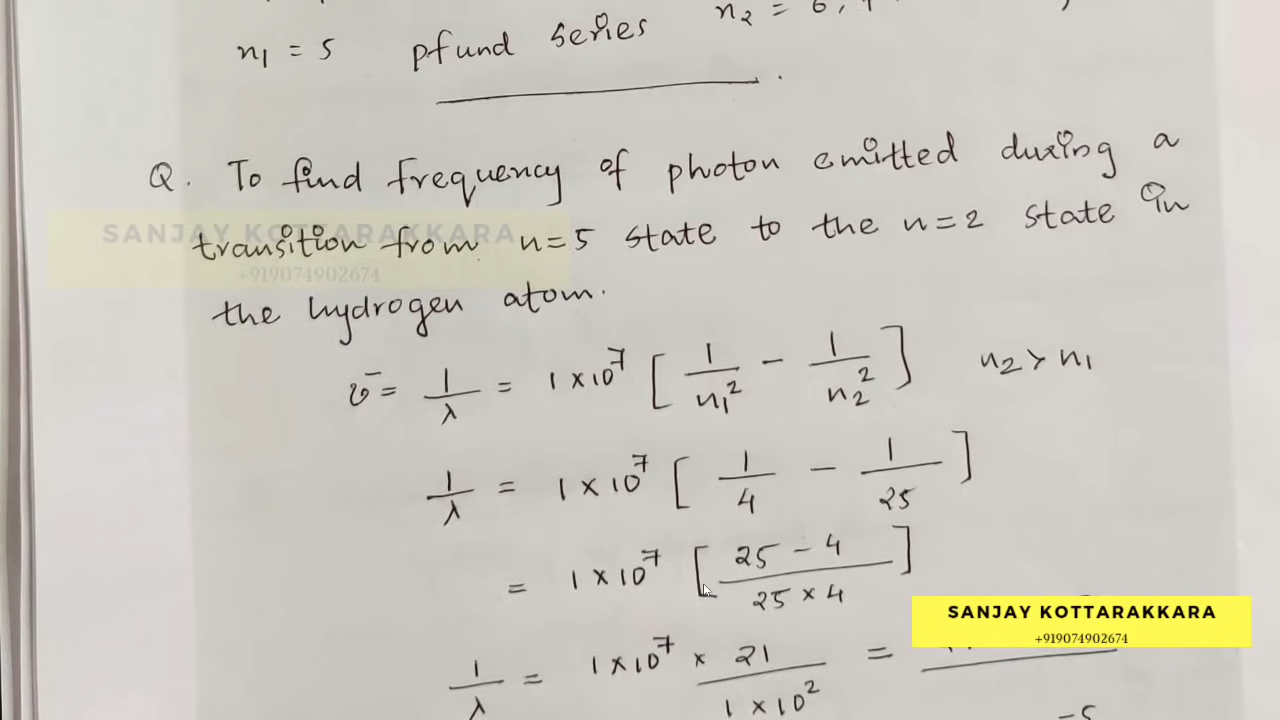 n₂ = 6,
n₁ = 5 pfund series
Q. To find frequency of photon emitted during a
SANJAY KOTTARAKKARA
transition from n=5 state to the n=2 state in
+919074902674
the hydrogen atom.
ῡ = 1/λ = 1×10⁷ [ 1/n₁² − 1/n₂² ] n₂ > n₁
1/λ = 1×10⁷ [ 1/4 − 1/25 ]
= 1×10⁷ [ 25−4 / 25×4 ]
SANJAY KOTTARAKKARA
+919074902674
1/λ = 1×10⁷ × 21 / 1×10² =